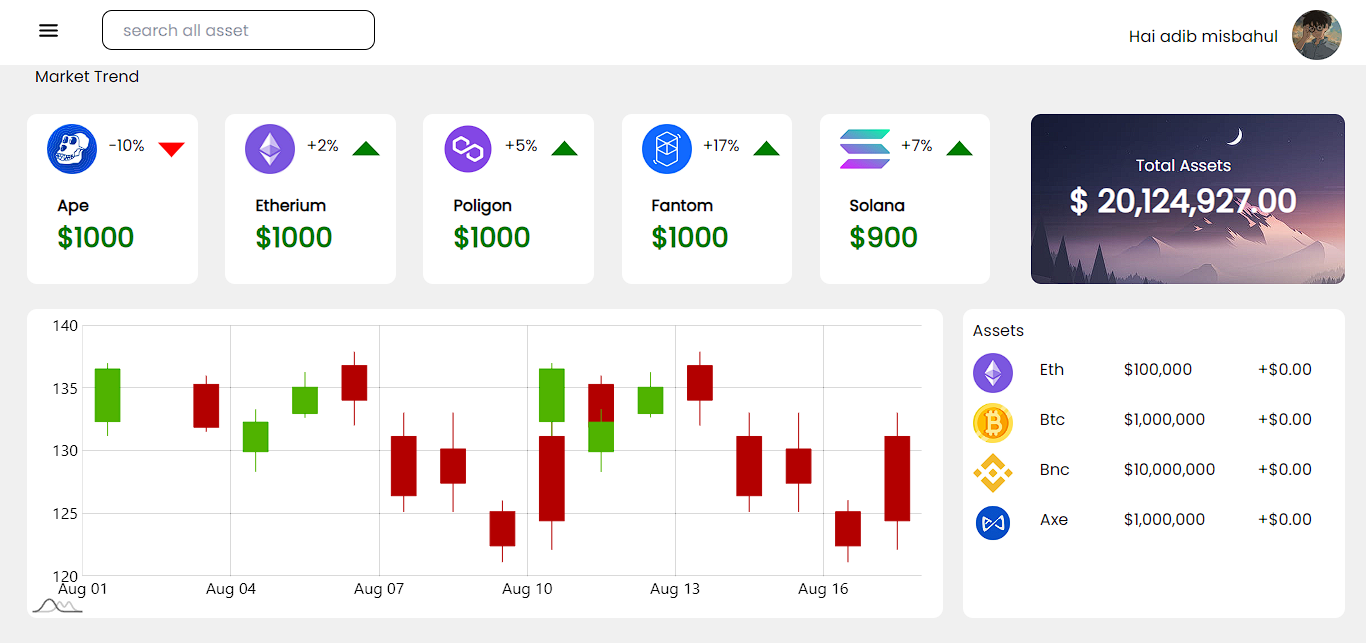 search all asset
Hai adib misbahul
Market Trend
-10%
Ape
$1000
+2%
Etherium
$1000
+5%
Poligon
$1000
+17%
Fantom
$1000
+7%
Solana
$900
Total Assets
$ 20,124,927.00
140
135
130
125
120
Aug 01 Aug 04 Aug 07 Aug 10 Aug 13 Aug 16
Assets
Eth $100,000 +$0.00
Btc $1,000,000 +$0.00
Bnc $10,000,000 +$0.00
Axe $1,000,000 +$0.00